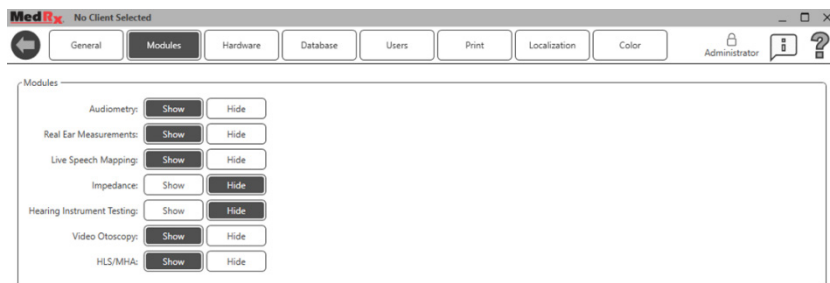 MedRx No Client Selected
General Modules Hardware Database Users Print Localization Color Administrator i ?
Modules
Audiometry: Show Hide
Real Ear Measurements: Show Hide
Live Speech Mapping: Show Hide
Impedance: Show Hide
Hearing Instrument Testing: Show Hide
Video Otoscopy: Show Hide
HLS/MHA: Show Hide